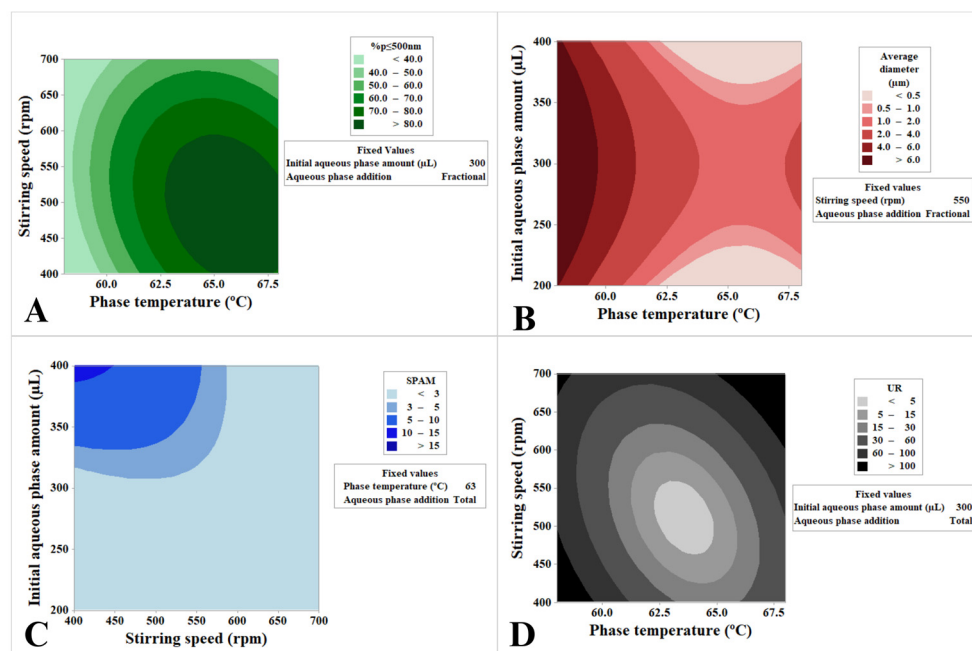 %p≤500nm
< 40.0
40.0 – 50.0
50.0 – 60.0
60.0 – 70.0
70.0 – 80.0
> 80.0
Fixed Values
Initial aqueous phase amount (µL) 300
Aqueous phase addition Fractional
Stirring speed (rpm)
700
600
500
400
60.0 62.5 65.0 67.5
Phase temperature (ºC)
A
Average
diameter
(µm)
< 0.5
0.5 – 1.0
1.0 – 2.0
2.0 – 4.0
4.0 – 6.0
> 6.0
Fixed values
Stirring speed (rpm) 550
Aqueous phase addition Fractional
Initial aqueous phase amount (µL)
400
350
300
250
200
60.0 62.5 65.0 67.5
Phase temperature (ºC)
B
SPAM
< 3
3 – 5
5 – 10
10 – 15
> 15
Fixed values
Phase temperature (ºC) 63
Aqueous phase addition Total
Initial aqueous phase amount (µL)
400
350
300
250
200
400 450 500 550 600 650 700
Stirring speed (rpm)
C
UR
< 5
5 – 15
15 – 30
30 – 60
60 – 100
> 100
Fixed values
Initial aqueous phase amount (µL) 300
Aqueous phase addition Total
Stirring speed (rpm)
700
650
600
550
500
450
400
60.0 62.5 65.0 67.5
Phase temperature (ºC)
D